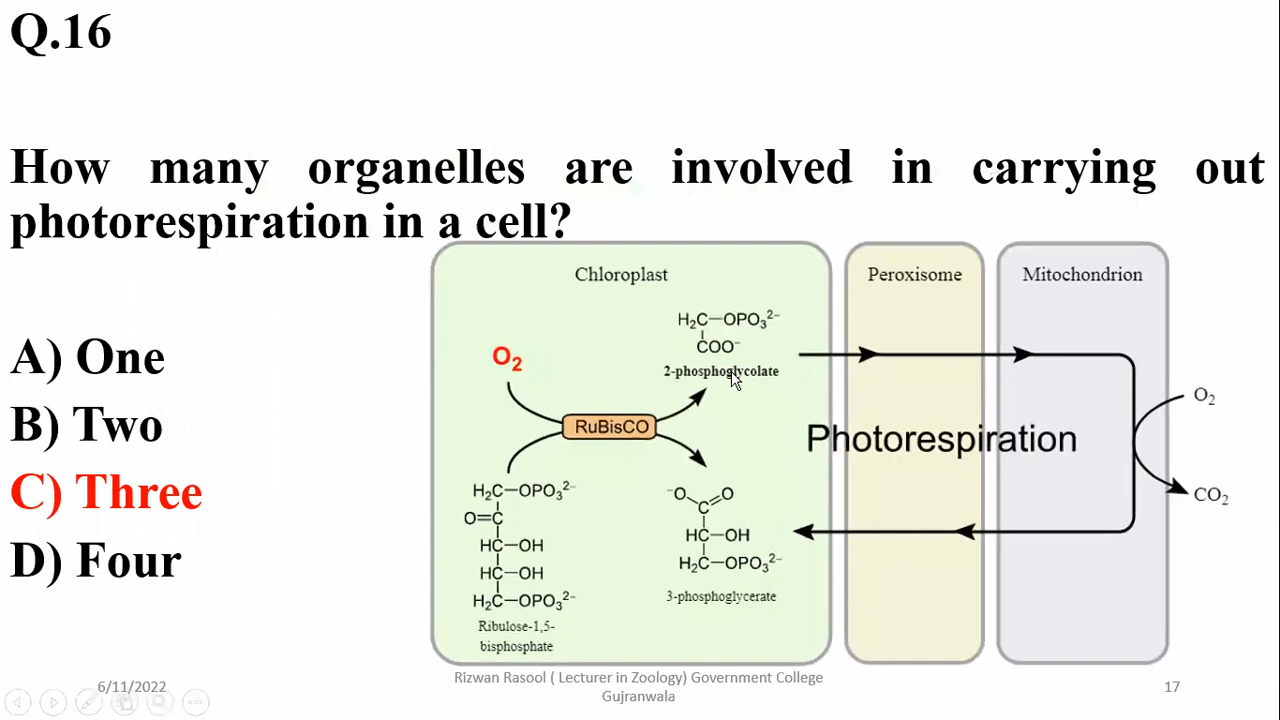 Q.16
How many organelles are involved in carrying out
photorespiration in a cell?
A) One
B) Two
C) Three
D) Four
Chloroplast
Peroxisome
Mitochondrion
O₂
H₂C–OPO₃²⁻
COO⁻
2-phosphoglycolate
RuBisCO
Photorespiration
O₂
CO₂
H₂C–OPO₃²⁻
O=C
HC–OH
HC–OH
H₂C–OPO₃²⁻
Ribulose-1,5-
bisphosphate
⁻O O
C
HC–OH
H₂C–OPO₃²⁻
3-phosphoglycerate
6/11/2022
Rizwan Rasool ( Lecturer in Zoology) Government College
Gujranwala
17